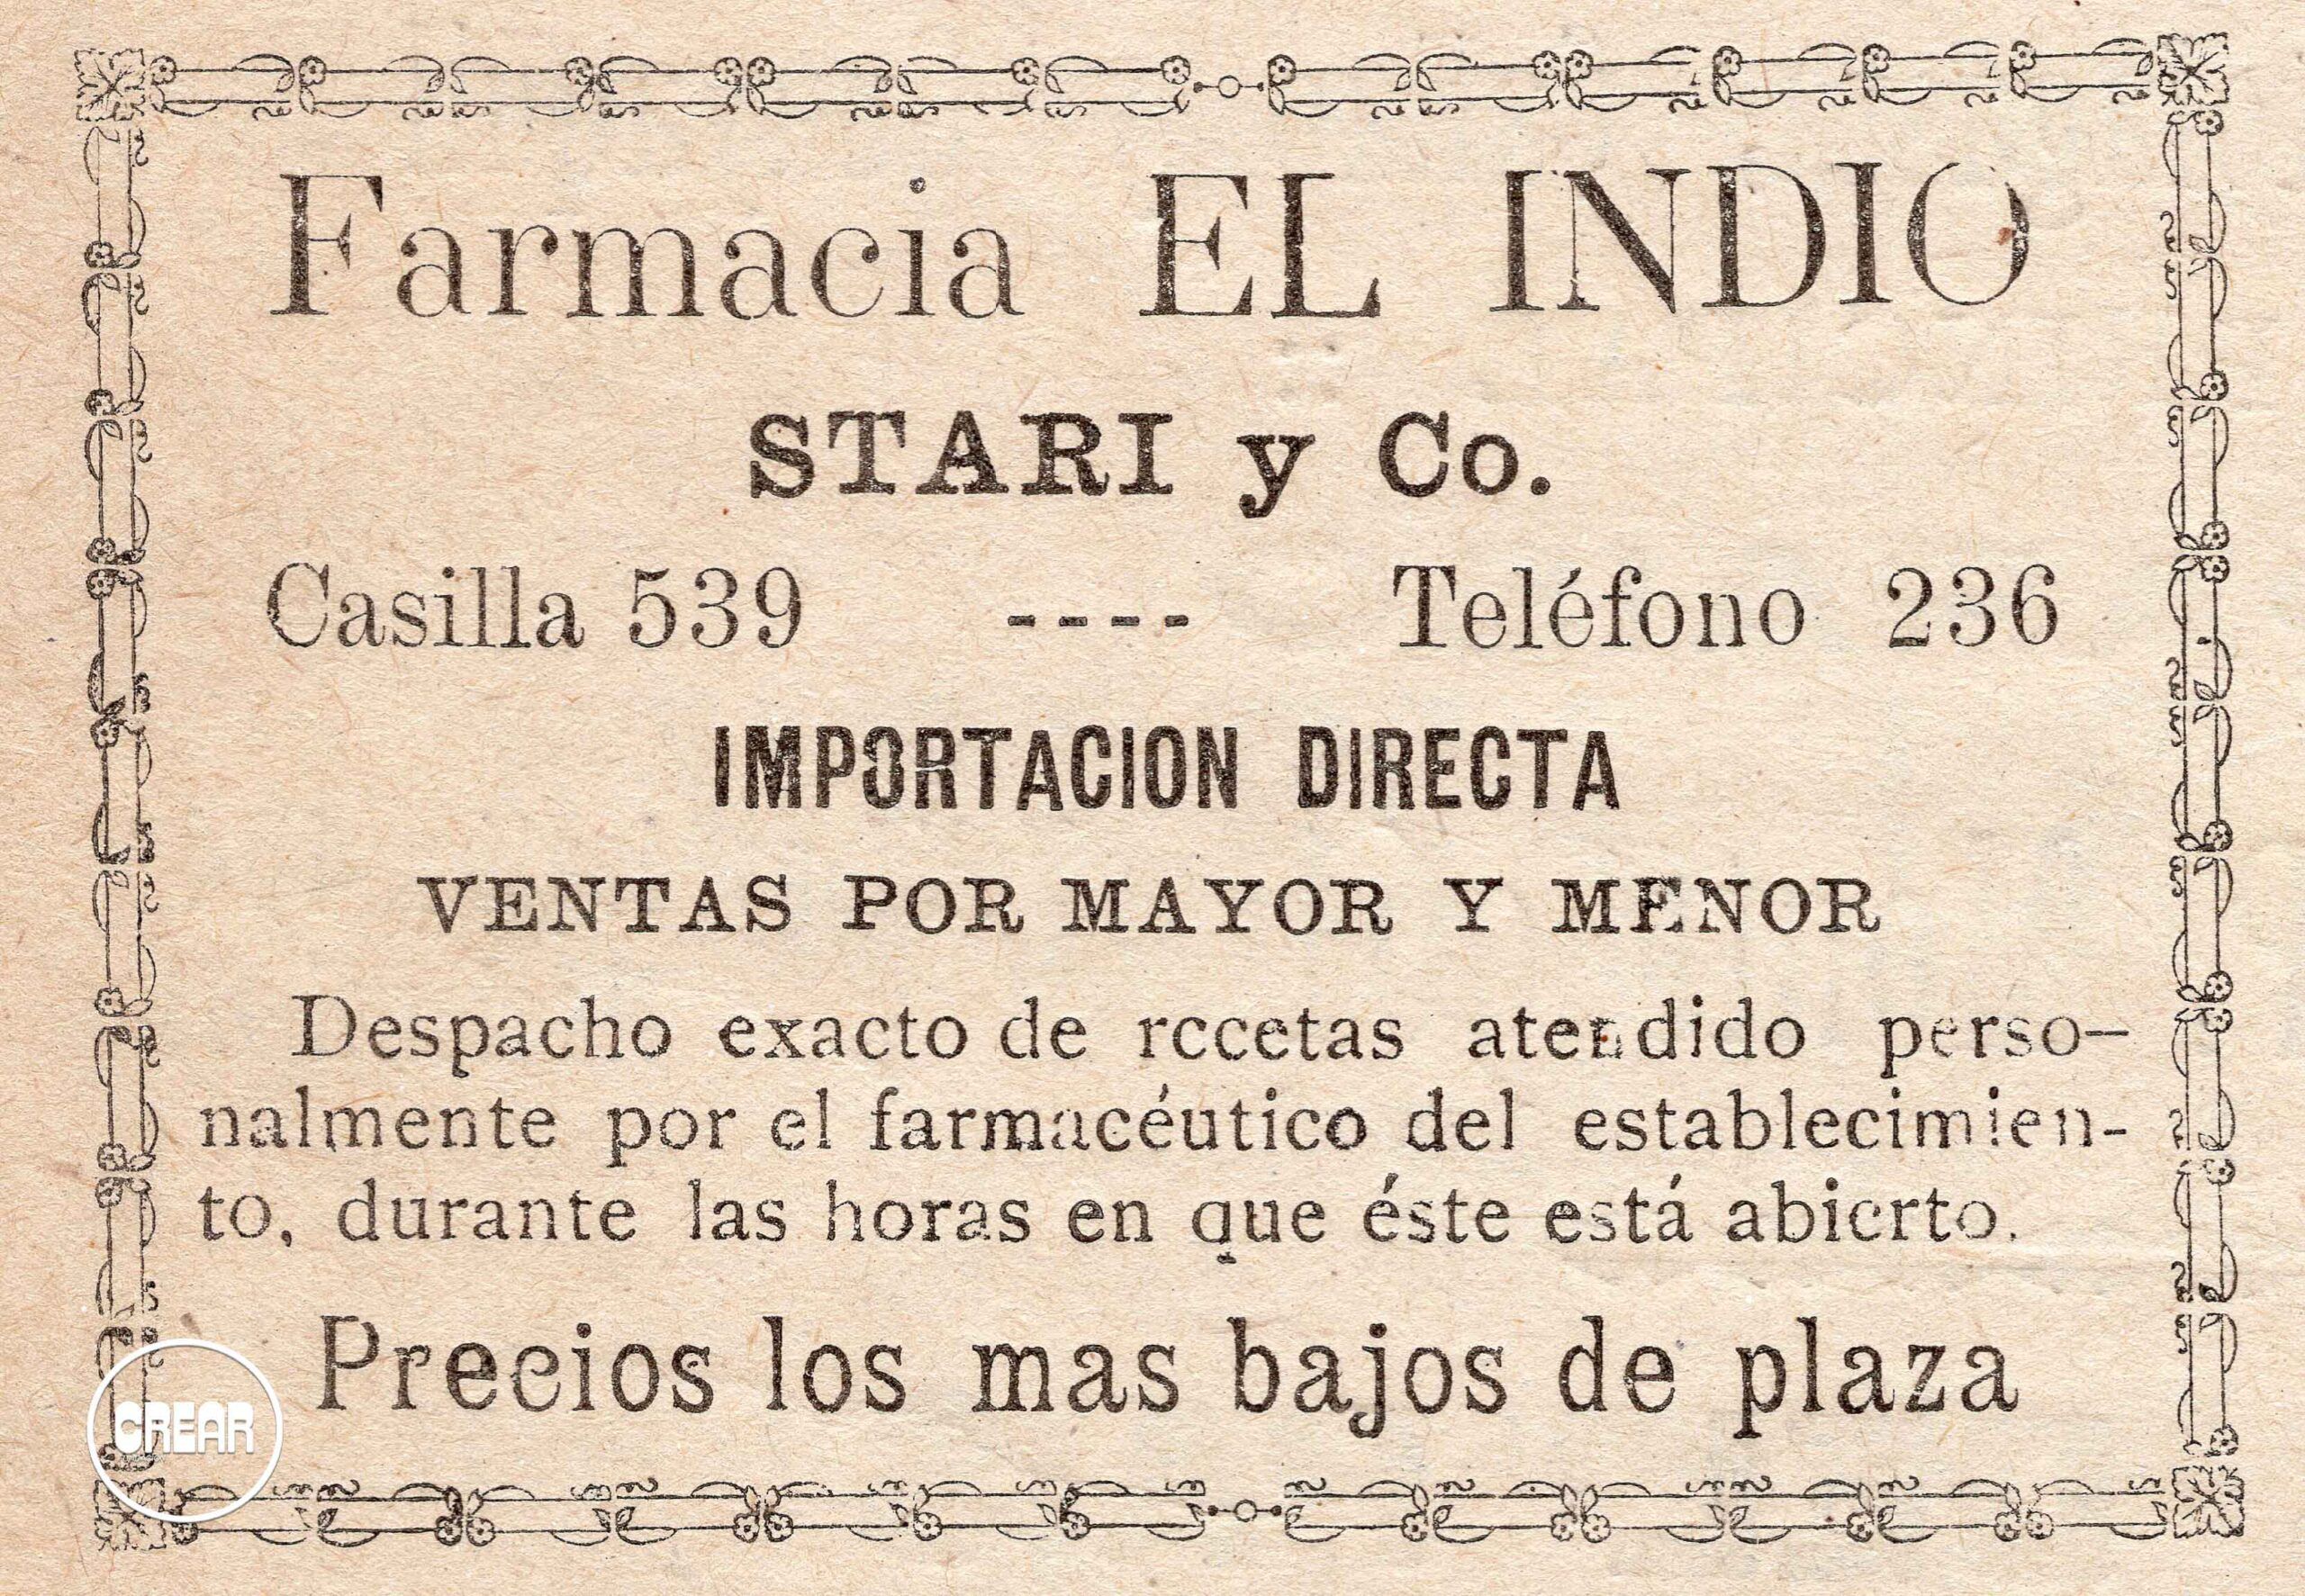 Farmacia EL INDIO
STARI y Co.
Casilla 539 ---- Teléfono 236
IMPORTACION DIRECTA
VENTAS POR MAYOR Y MENOR
Despacho exacto de rccetas atendido perso-
nalmente por el farmacéutico del establecimien-
to, durante las horas en que éste está abicrto.
Precios los mas bajos de plaza
CREAR